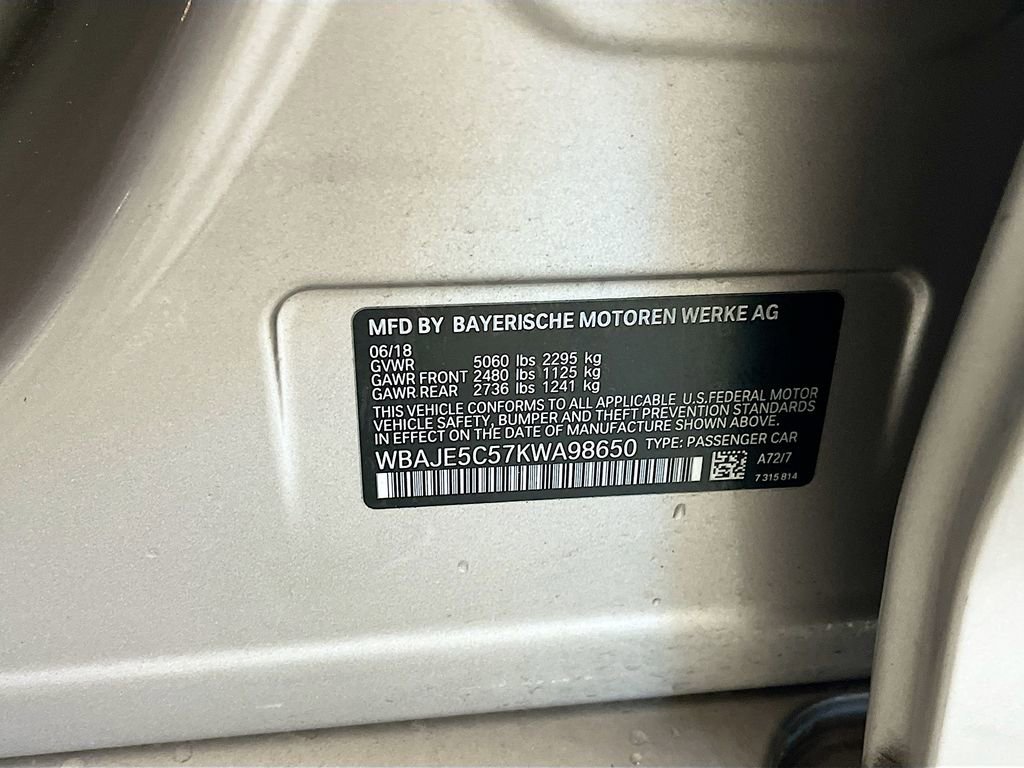 MFD BY BAYERISCHE MOTOREN WERKE AG
06/18
GVWR 5060 lbs 2295 kg
GAWR FRONT 2480 lbs 1125 kg
GAWR REAR 2736 lbs 1241 kg
THIS VEHICLE CONFORMS TO ALL APPLICABLE U.S.FEDERAL MOTOR
VEHICLE SAFETY, BUMPER AND THEFT PREVENTION STANDARDS
IN EFFECT ON THE DATE OF MANUFACTURE SHOWN ABOVE.
WBAJE5C57KWA98650 TYPE: PASSENGER CAR
A72/7
7 315 814